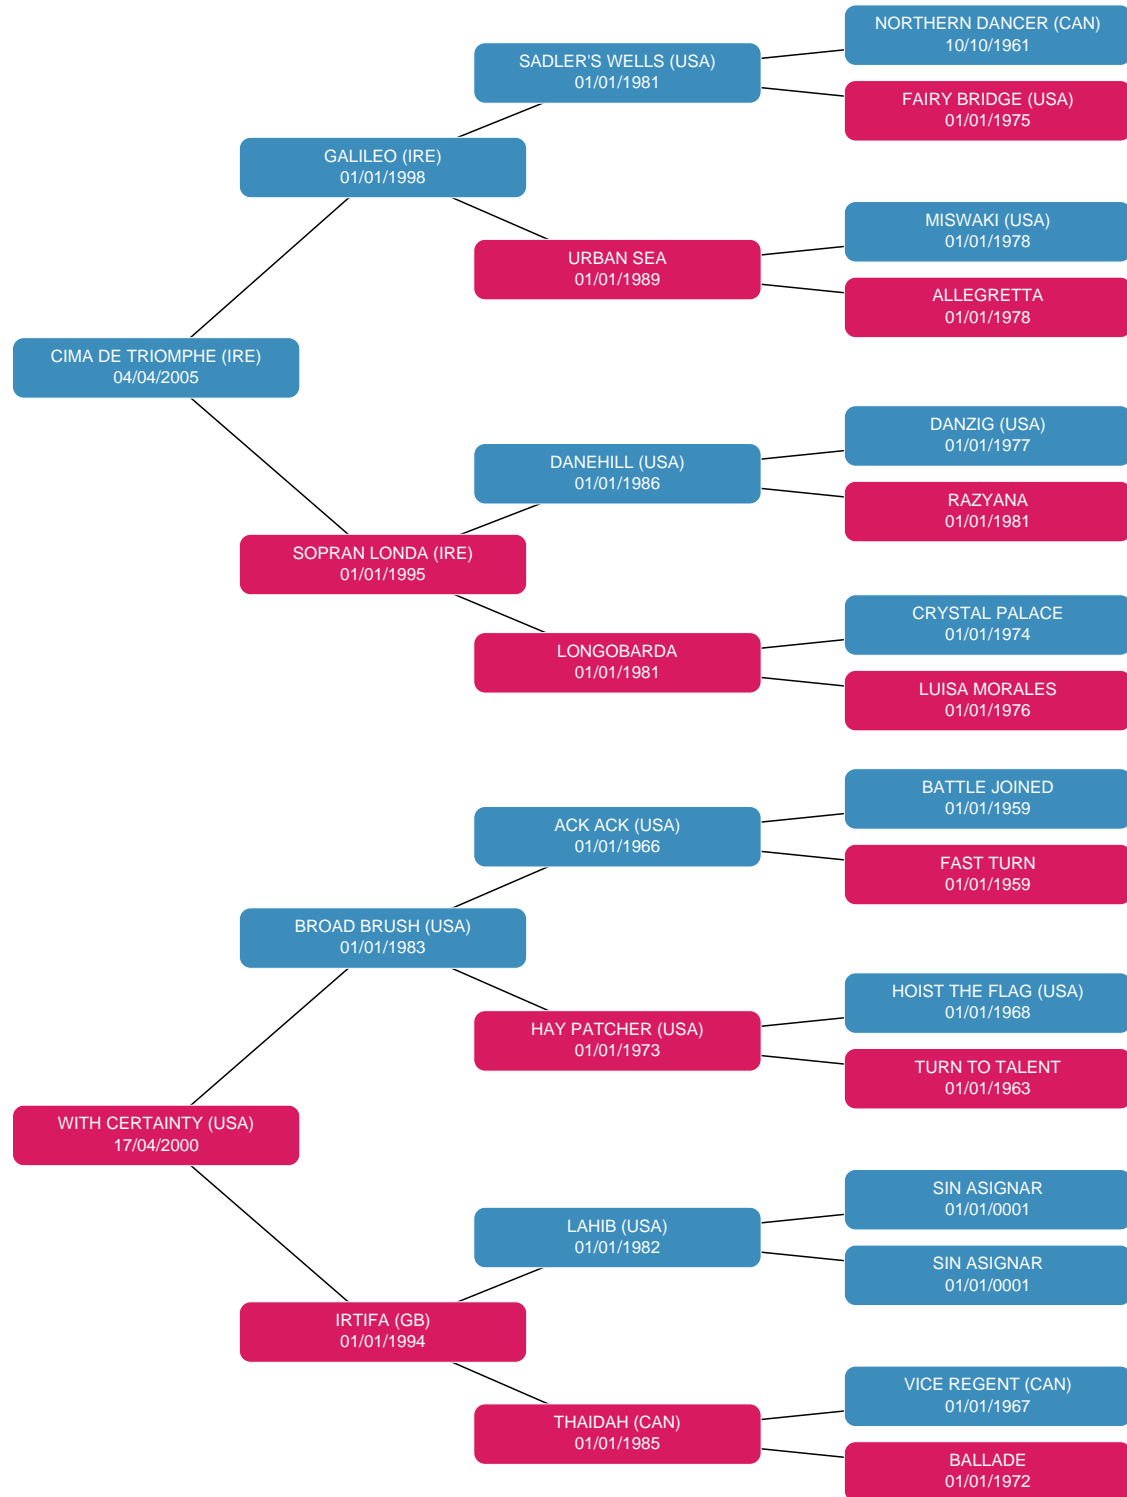 NORTHERN DANCER (CAN)
10/10/1961
SADLER'S WELLS (USA)
01/01/1981
FAIRY BRIDGE (USA)
01/01/1975
GALILEO (IRE)
01/01/1998
MISWAKI (USA)
01/01/1978
URBAN SEA
01/01/1989
ALLEGRETTA
01/01/1978
CIMA DE TRIOMPHE (IRE)
04/04/2005
DANZIG (USA)
01/01/1977
DANEHILL (USA)
01/01/1986
RAZYANA
01/01/1981
SOPRAN LONDA (IRE)
01/01/1995
CRYSTAL PALACE
01/01/1974
LONGOBARDA
01/01/1981
LUISA MORALES
01/01/1976
BATTLE JOINED
01/01/1959
ACK ACK (USA)
01/01/1966
FAST TURN
01/01/1959
BROAD BRUSH (USA)
01/01/1983
HOIST THE FLAG (USA)
01/01/1968
HAY PATCHER (USA)
01/01/1973
TURN TO TALENT
01/01/1963
WITH CERTAINTY (USA)
17/04/2000
SIN ASIGNAR
01/01/0001
LAHIB (USA)
01/01/1982
SIN ASIGNAR
01/01/0001
IRTIFA (GB)
01/01/1994
VICE REGENT (CAN)
01/01/1967
THAIDAH (CAN)
01/01/1985
BALLADE
01/01/1972